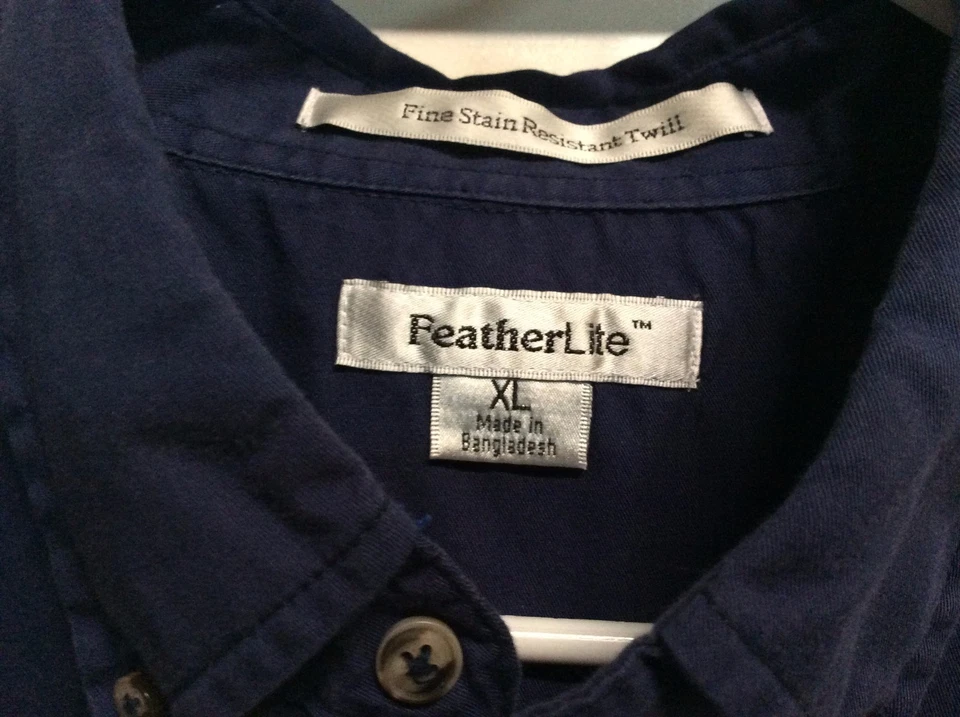 Fine Stain Resistant Twill
FeatherLite™
XL
Made in
Bangladesh